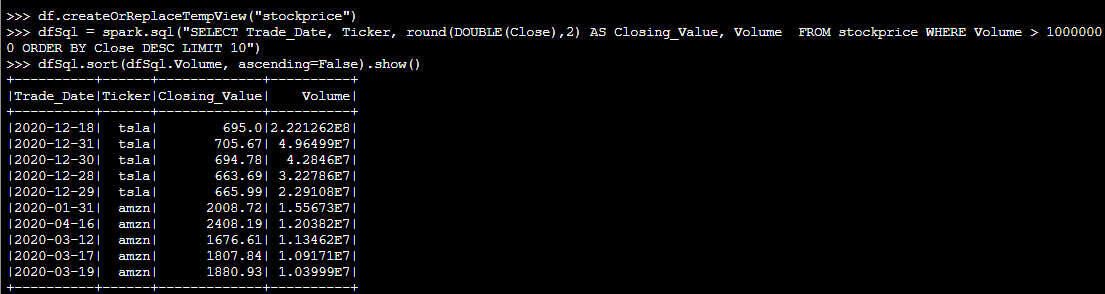 >>> df.createOrReplaceTempView("stockprice")
>>> dfSql = spark.sql("SELECT Trade_Date, Ticker, round(DOUBLE(Close),2) AS Closing_Value, Volume  FROM stockprice WHERE Volume > 1000000
0 ORDER BY Close DESC LIMIT 10")
>>> dfSql.sort(dfSql.Volume, ascending=False).show()
+----------+------+-------------+----------+
|Trade_Date|Ticker|Closing_Value|    Volume|
+----------+------+-------------+----------+
|2020-12-18|  tsla|        695.0|2.221262E8|
|2020-12-31|  tsla|       705.67| 4.96499E7|
|2020-12-30|  tsla|       694.78|  4.2846E7|
|2020-12-28|  tsla|       663.69| 3.22786E7|
|2020-12-29|  tsla|       665.99| 2.29108E7|
|2020-01-31|  amzn|      2008.72| 1.55673E7|
|2020-04-16|  amzn|      2408.19| 1.20382E7|
|2020-03-12|  amzn|      1676.61| 1.13462E7|
|2020-03-17|  amzn|      1807.84| 1.09171E7|
|2020-03-19|  amzn|      1880.93| 1.03999E7|
+----------+------+-------------+----------+